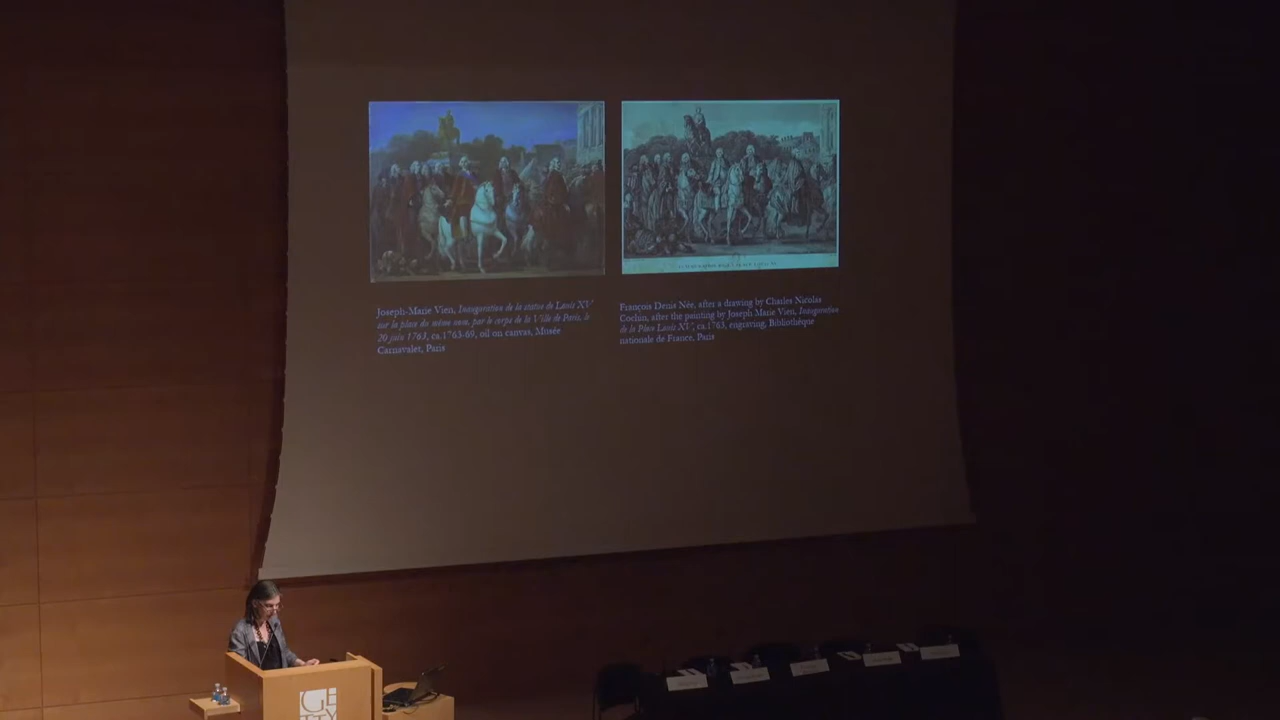 Joseph-Marie Vien, Inauguration de la statue de Louis XV
sur la place du même nom, par le corps de la Ville de Paris, le
20 juin 1763, ca.1763-69, oil on canvas, Musée
Carnavalet, Paris
François Denis Née, after a drawing by Charles Nicolas
Cochin, after the painting by Joseph Marie Vien, Inauguration
de la Place Louis XV, ca.1763, engraving, Bibliothèque
nationale de France, Paris
GE
TTY